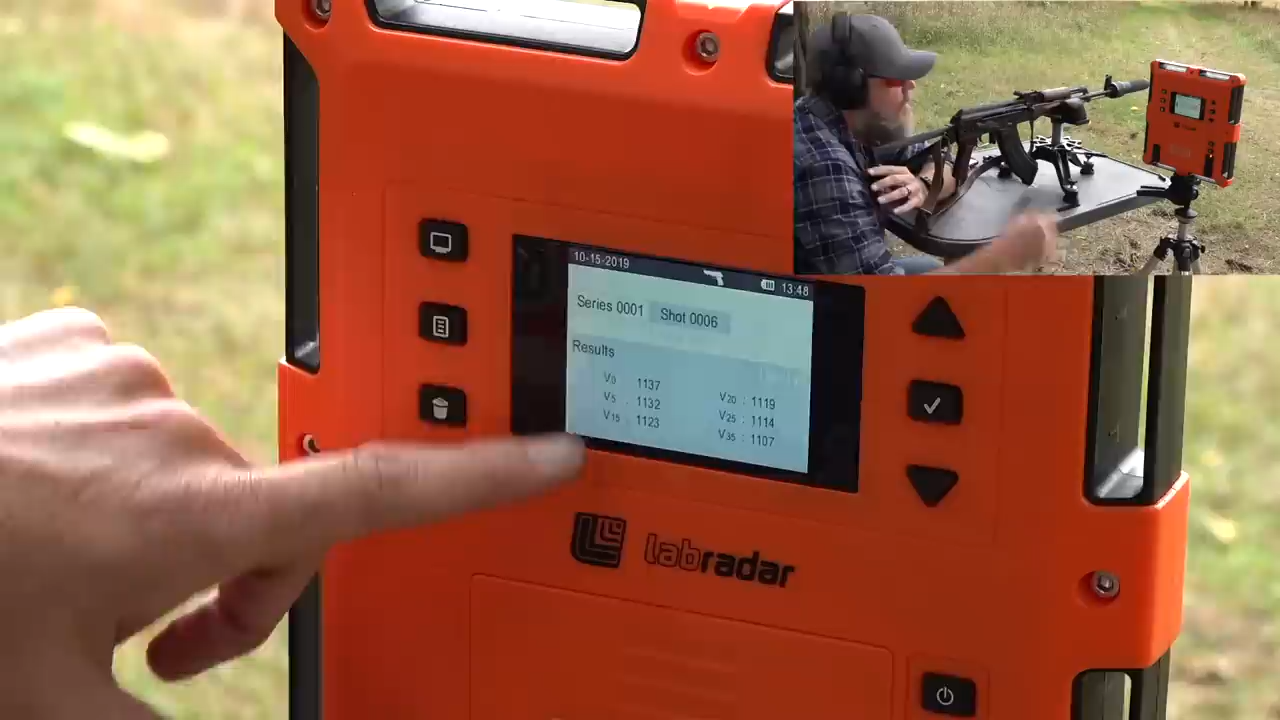 10-15-2019 13:48
Series 0001 Shot 0006
Results
V0 1137
V5 : 1132
V15 : 1123
V20 : 1119
V25 : 1114
V35 : 1107
labradar